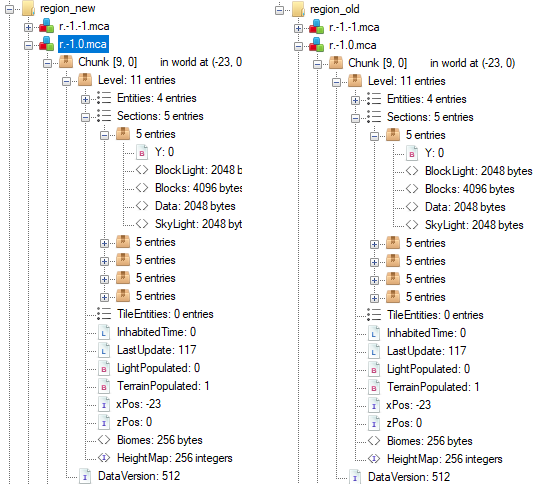 region_new
r.-1.-1.mca
r.-1.0.mca
Chunk [9, 0] in world at (-23, 0)
Level: 11 entries
Entities: 4 entries
Sections: 5 entries
5 entries
Y: 0
BlockLight: 2048 b
Blocks: 4096 bytes
Data: 2048 bytes
SkyLight: 2048 byt
5 entries
5 entries
5 entries
5 entries
TileEntities: 0 entries
InhabitedTime: 0
LastUpdate: 117
LightPopulated: 0
TerrainPopulated: 1
xPos: -23
zPos: 0
Biomes: 256 bytes
HeightMap: 256 integers
DataVersion: 512
region_old
r.-1.-1.mca
r.-1.0.mca
Chunk [9, 0] in world at (-23, 0)
Level: 11 entries
Entities: 4 entries
Sections: 5 entries
5 entries
Y: 0
BlockLight: 2048 b
Blocks: 4096 bytes
Data: 2048 bytes
SkyLight: 2048 byt
5 entries
5 entries
5 entries
5 entries
TileEntities: 0 entries
InhabitedTime: 0
LastUpdate: 117
LightPopulated: 0
TerrainPopulated: 1
xPos: -23
zPos: 0
Biomes: 256 bytes
HeightMap: 256 integers
DataVersion: 512